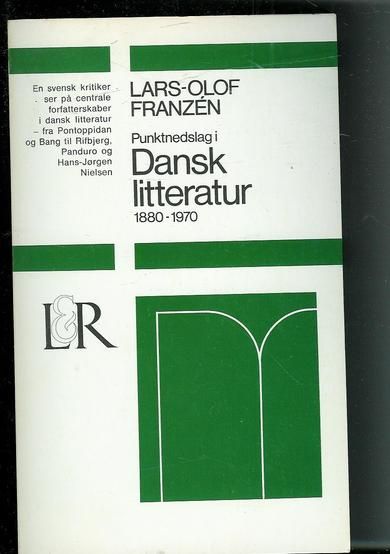 En svensk kritiker
ser på centrale
forfatterskaber
i dansk litteratur
– fra Pontoppidan
og Bang til Rifbjerg,
Panduro og
Hans-Jørgen
Nielsen
LARS-OLOF
FRANZÉN
Punktnedslag i
Dansk
litteratur
1880-1970
L&R